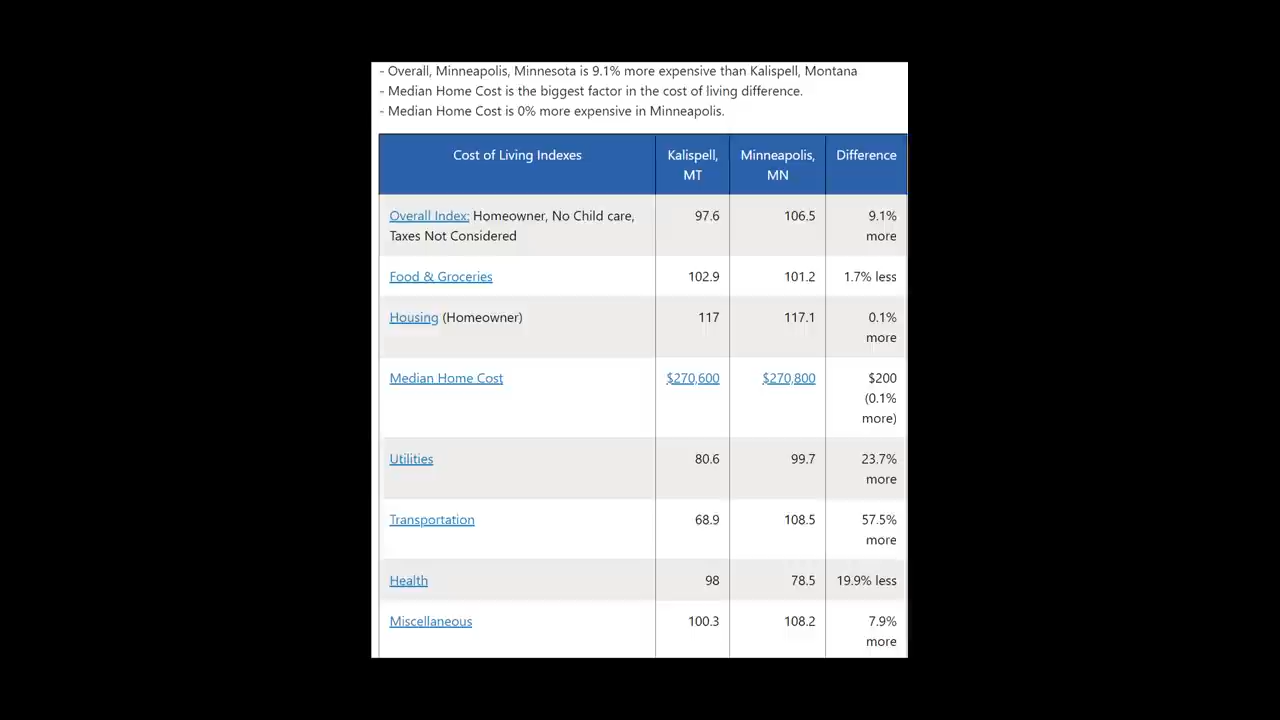 - Overall, Minneapolis, Minnesota is 9.1% more expensive than Kalispell, Montana
- Median Home Cost is the biggest factor in the cost of living difference.
- Median Home Cost is 0% more expensive in Minneapolis.
Cost of Living Indexes Kalispell, Minneapolis, Difference
MT MN
Overall Index: Homeowner, No Child care, 97.6 106.5 9.1%
Taxes Not Considered more
Food & Groceries 102.9 101.2 1.7% less
Housing (Homeowner) 117 117.1 0.1%
more
Median Home Cost $270,600 $270,800 $200
(0.1%
more)
Utilities 80.6 99.7 23.7%
more
Transportation 68.9 108.5 57.5%
more
Health 98 78.5 19.9% less
Miscellaneous 100.3 108.2 7.9%
more